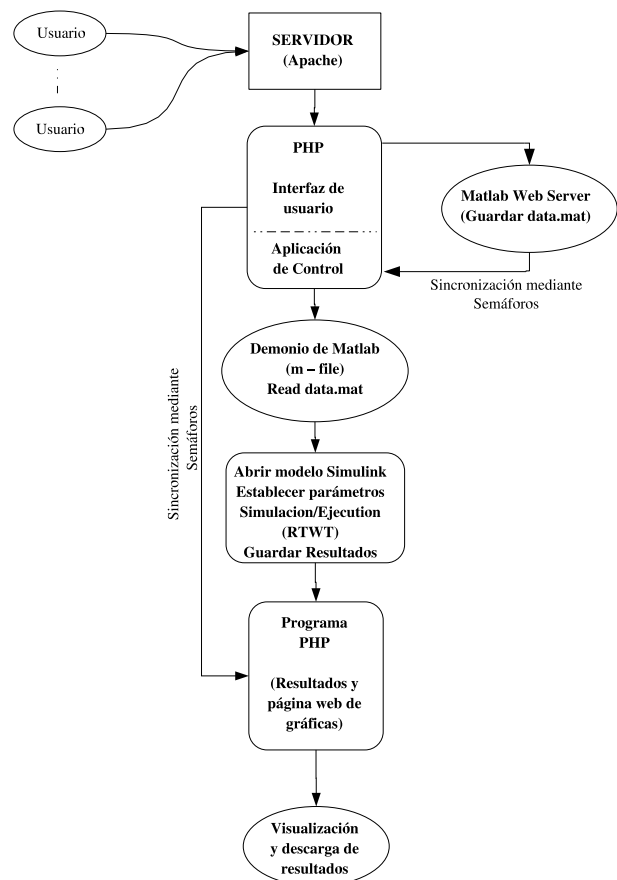 Usuario
Usuario
SERVIDOR
(Apache)
PHP
Interfaz de
usuario
Aplicación
de Control
Matlab Web Server
(Guardar data.mat)
Sincronización mediante
Semáforos
Demonio de Matlab
(m – file)
Read data.mat
Sincronización mediante
Semáforos
Abrir modelo Simulink
Establecer parámetros
Simulacion/Ejecution
(RTWT)
Guardar Resultados
Programa
PHP
(Resultados y
página web de
gráficas)
Visualización
y descarga de
resultados